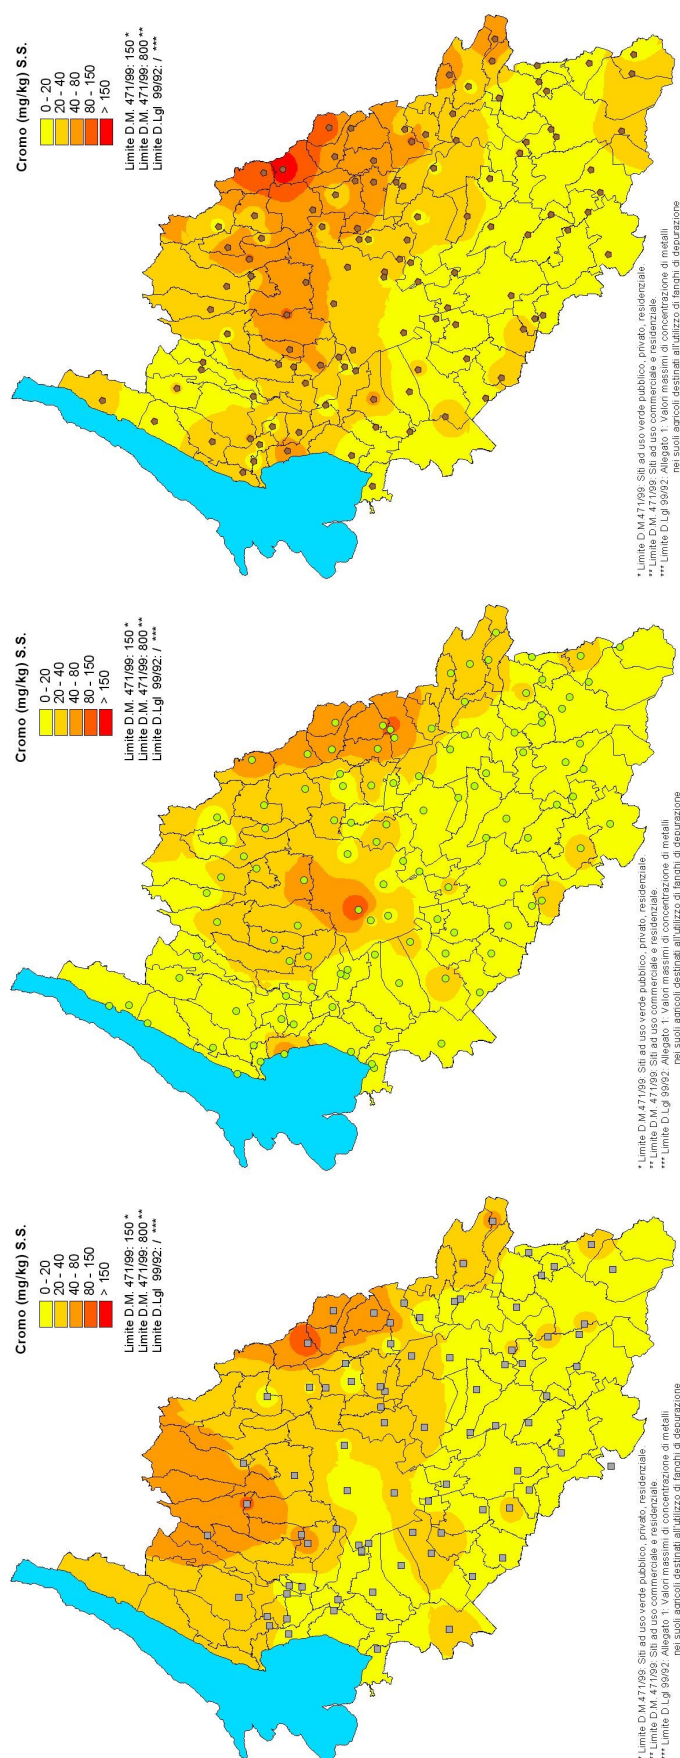 Cromo (mg/kg) S.S.
0 - 20
20 - 40
40 - 80
80 - 150
> 150
Limite D.M. 471/99: 150 *
Limite D.M. 471/99: 800 **
Limite D.Lgl 99/92: / ***
* Limite D.M.471/99: Siti ad uso verde pubblico, privato, residenziale.
** Limite D.M. 471/99: Siti ad uso commerciale e residenziale.
*** Limite D.Lgl 99/92: Allegato 1: Valori massimi di concentrazione di metalli
nei suoli agricoli destinati all'utilizzo di fanghi di depurazione
Cromo (mg/kg) S.S.
0 - 20
20 - 40
40 - 80
80 - 150
> 150
Limite D.M. 471/99: 150 *
Limite D.M. 471/99: 800 **
Limite D.Lgl 99/92: / ***
* Limite D.M.471/99: Siti ad uso verde pubblico, privato, residenziale.
** Limite D.M. 471/99: Siti ad uso commerciale e residenziale.
*** Limite D.Lgl 99/92: Allegato 1: Valori massimi di concentrazione di metalli
nei suoli agricoli destinati all'utilizzo di fanghi di depurazione
Cromo (mg/kg) S.S.
0 - 20
20 - 40
40 - 80
80 - 150
> 150
Limite D.M. 471/99: 150 *
Limite D.M. 471/99: 800 **
Limite D.Lgl 99/92: / ***
* Limite D.M.471/99: Siti ad uso verde pubblico, privato, residenziale.
** Limite D.M. 471/99: Siti ad uso commerciale e residenziale.
*** Limite D.Lgl 99/92: Allegato 1: Valori massimi di concentrazione di metalli
nei suoli agricoli destinati all'utilizzo di fanghi di depurazione